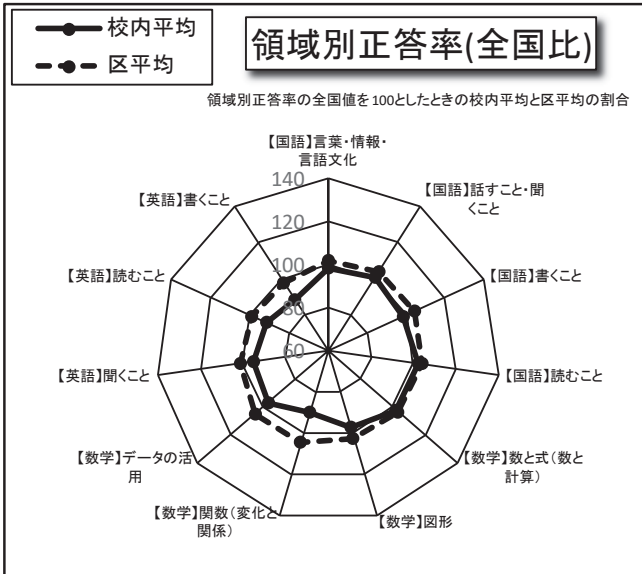 校内平均
区平均
領域別正答率(全国比)
領域別正答率の全国値を100としたときの校内平均と区平均の割合
【国語】言葉・情報・
言語文化
【国語】話すこと・聞
くこと
【国語】書くこと
【国語】読むこと
【数学】数と式(数と
計算)
【数学】図形
【数学】関数(変化と
関係)
【数学】データの活
用
【英語】聞くこと
【英語】読むこと
【英語】書くこと
140
120
100
80
60